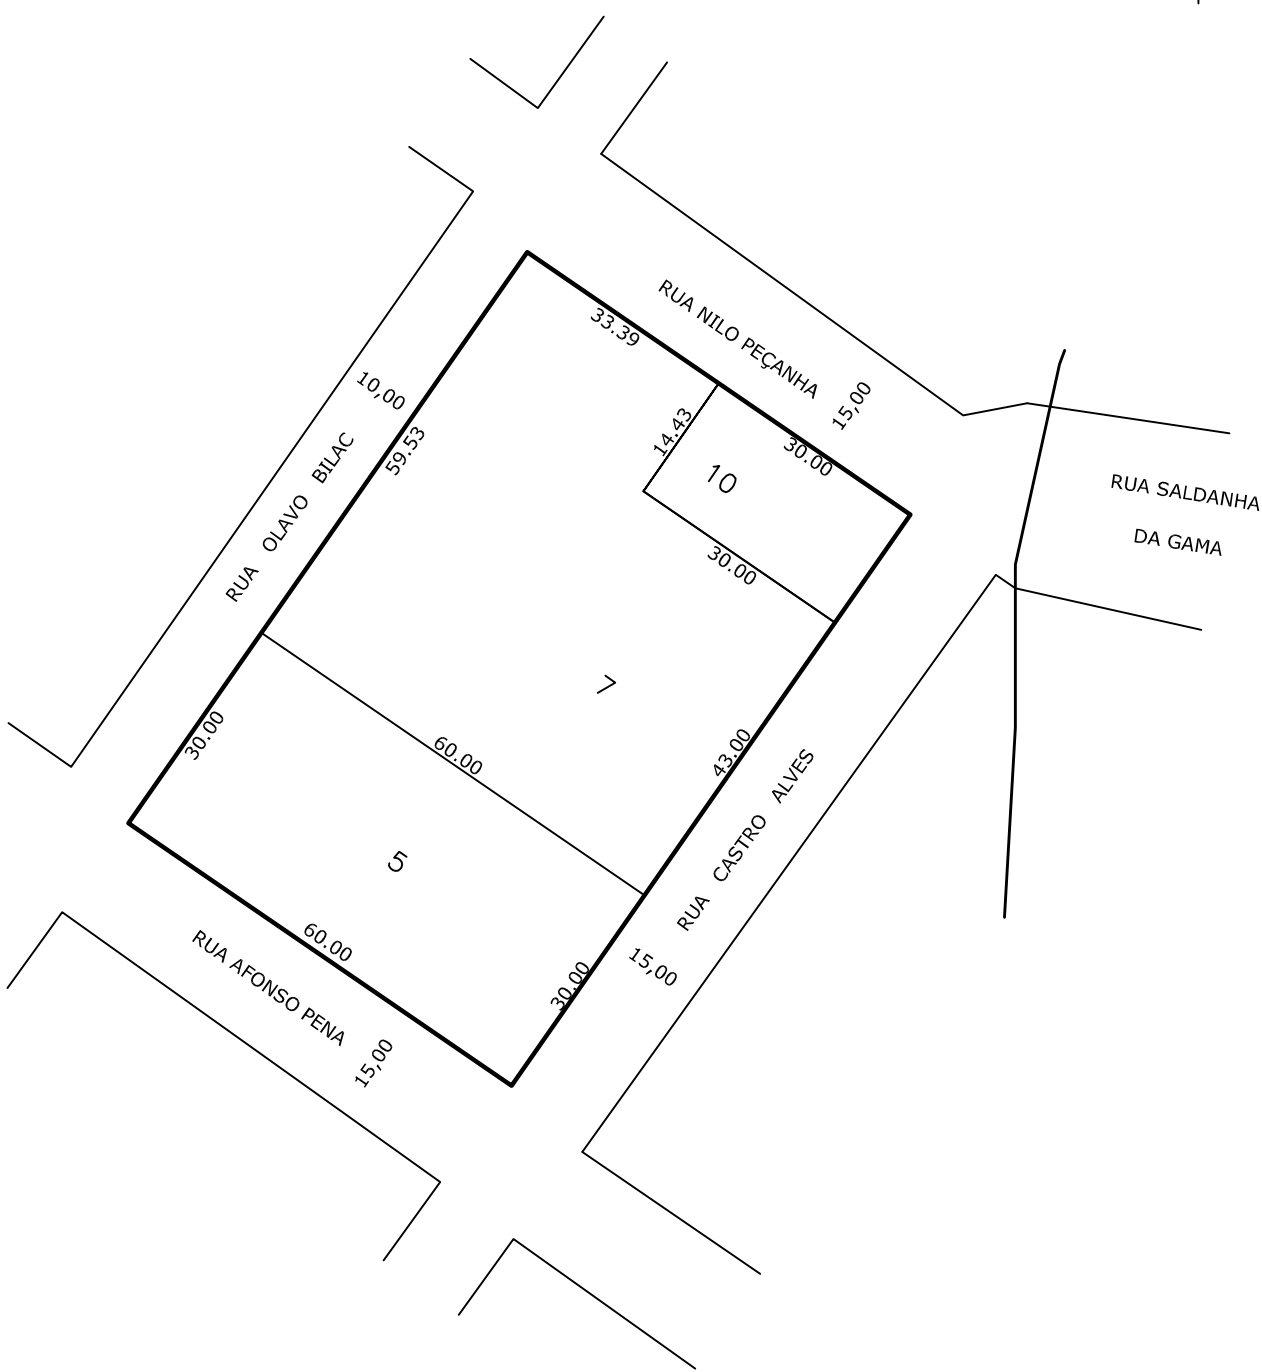 RUA NILO PEÇANHA
33.39
15,00
10,00
14.43
30.00
59.53
10
RUA SALDANHA
DA GAMA
RUA OLAVO BILAC
30.00
7
30.00
60.00
43.00
RUA CASTRO ALVES
5
60.00
RUA AFONSO PENA
30.00
15,00
15,00